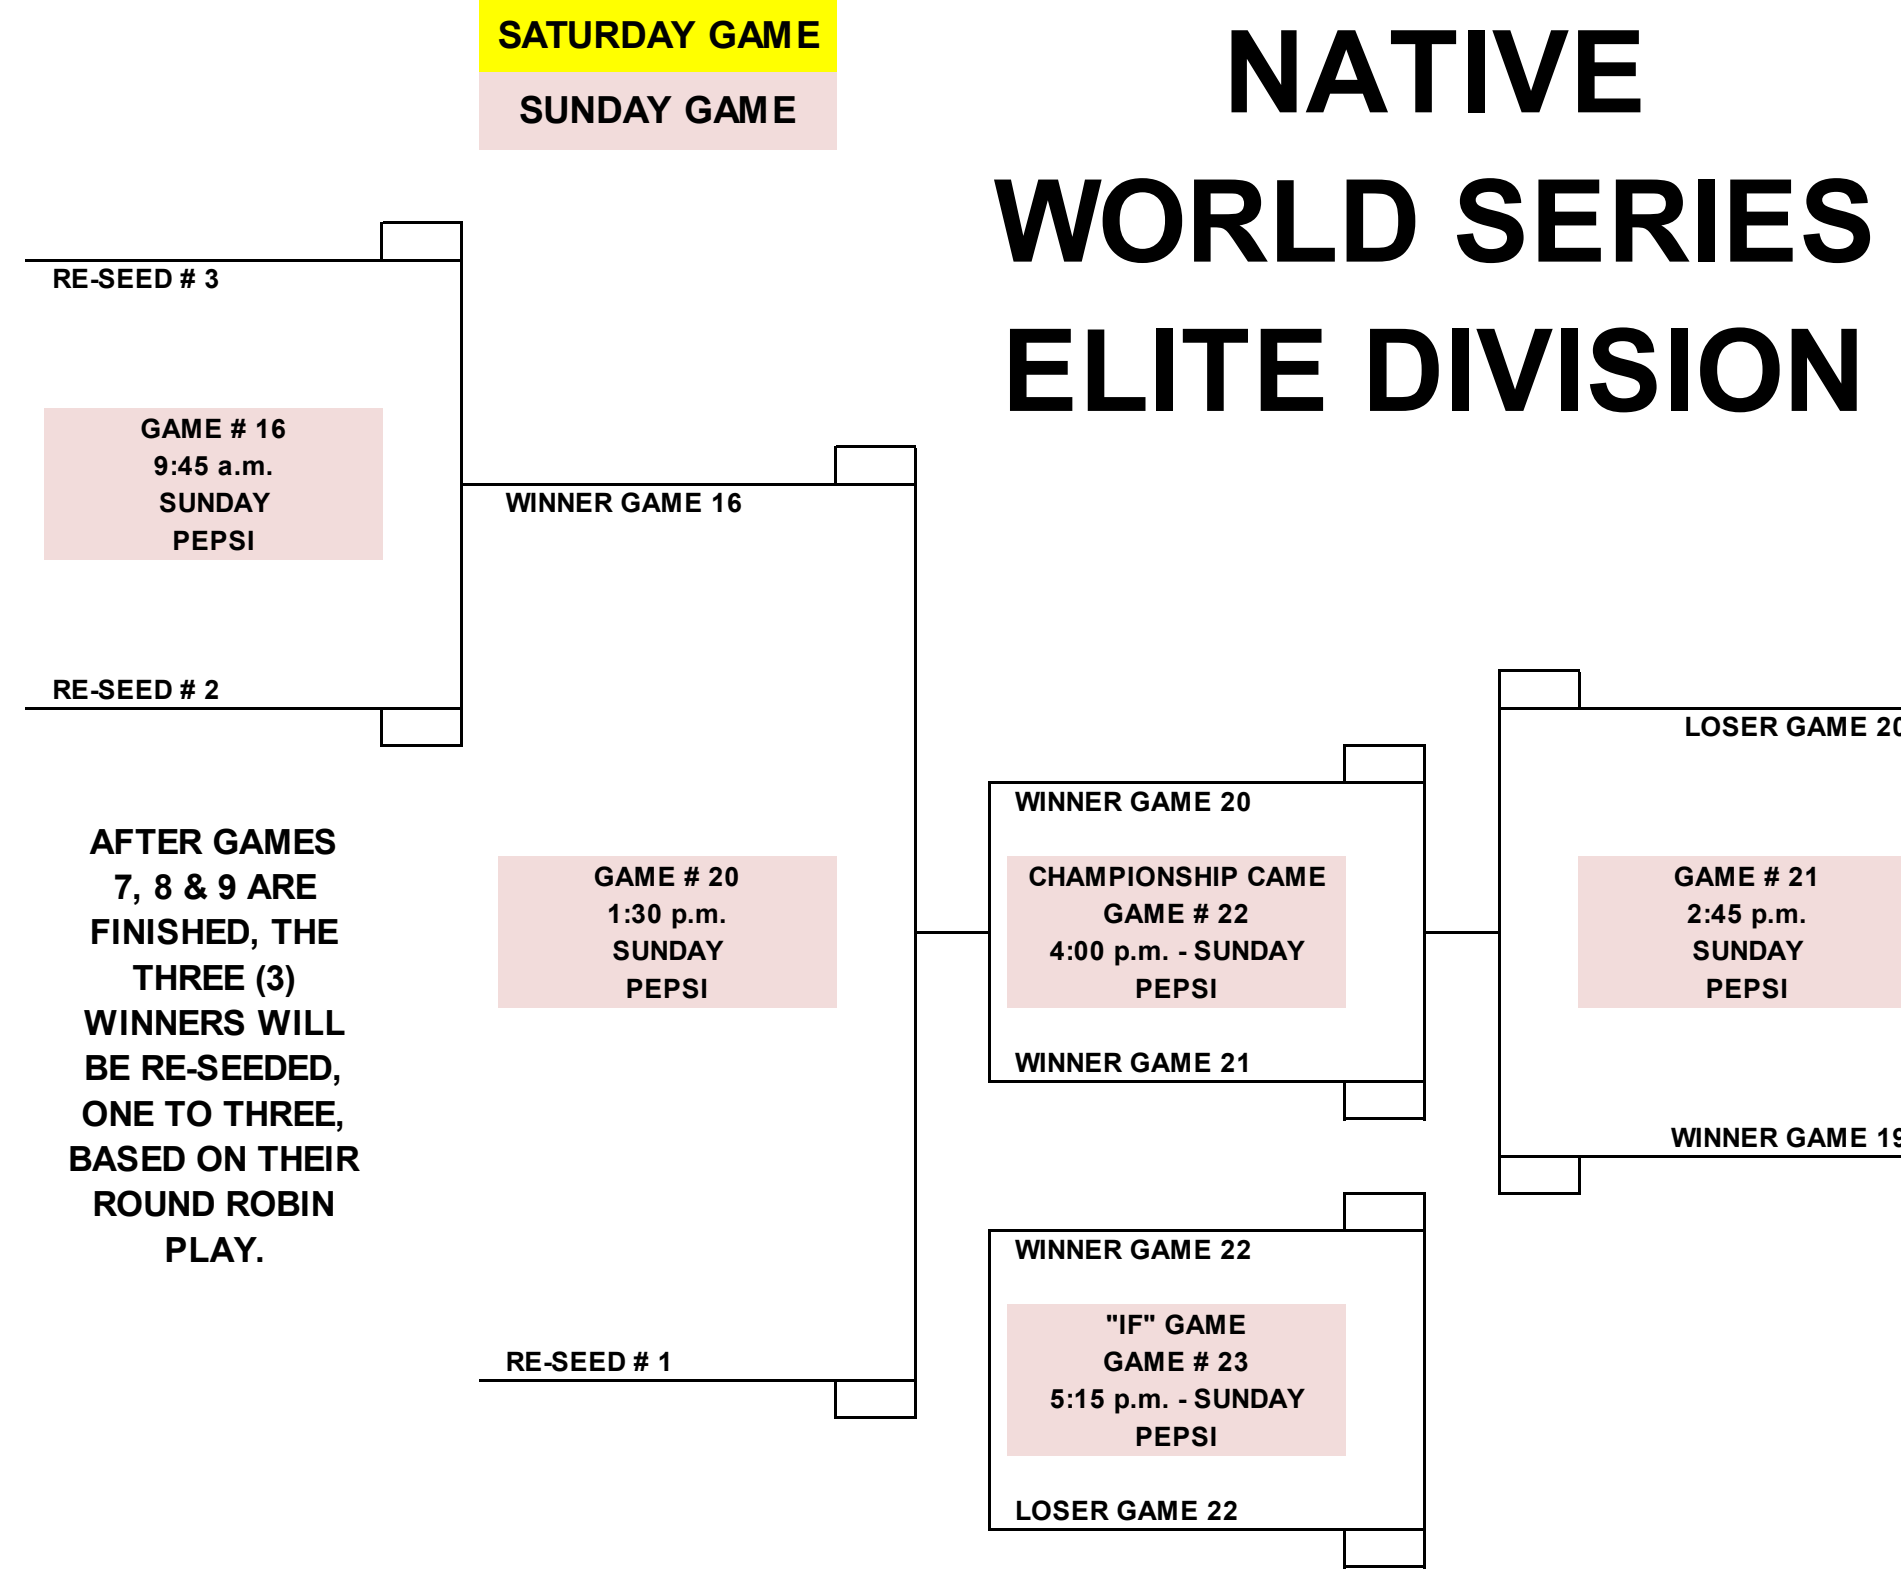 SATURDAY GAME
SUNDAY GAME
NATIVE
WORLD SERIES
ELITE DIVISION
RE-SEED # 3
GAME # 16
9:45 a.m.
SUNDAY
PEPSI
RE-SEED # 2
WINNER GAME 16
AFTER GAMES
7, 8 & 9 ARE
FINISHED, THE
THREE (3)
WINNERS WILL
BE RE-SEEDED,
ONE TO THREE,
BASED ON THEIR
ROUND ROBIN
PLAY.
GAME # 20
1:30 p.m.
SUNDAY
PEPSI
RE-SEED # 1
WINNER GAME 20
CHAMPIONSHIP CAME
GAME # 22
4:00 p.m. - SUNDAY
PEPSI
WINNER GAME 21
WINNER GAME 22
"IF" GAME
GAME # 23
5:15 p.m. - SUNDAY
PEPSI
LOSER GAME 22
LOSER GAME 20
GAME # 21
2:45 p.m.
SUNDAY
PEPSI
WINNER GAME 19